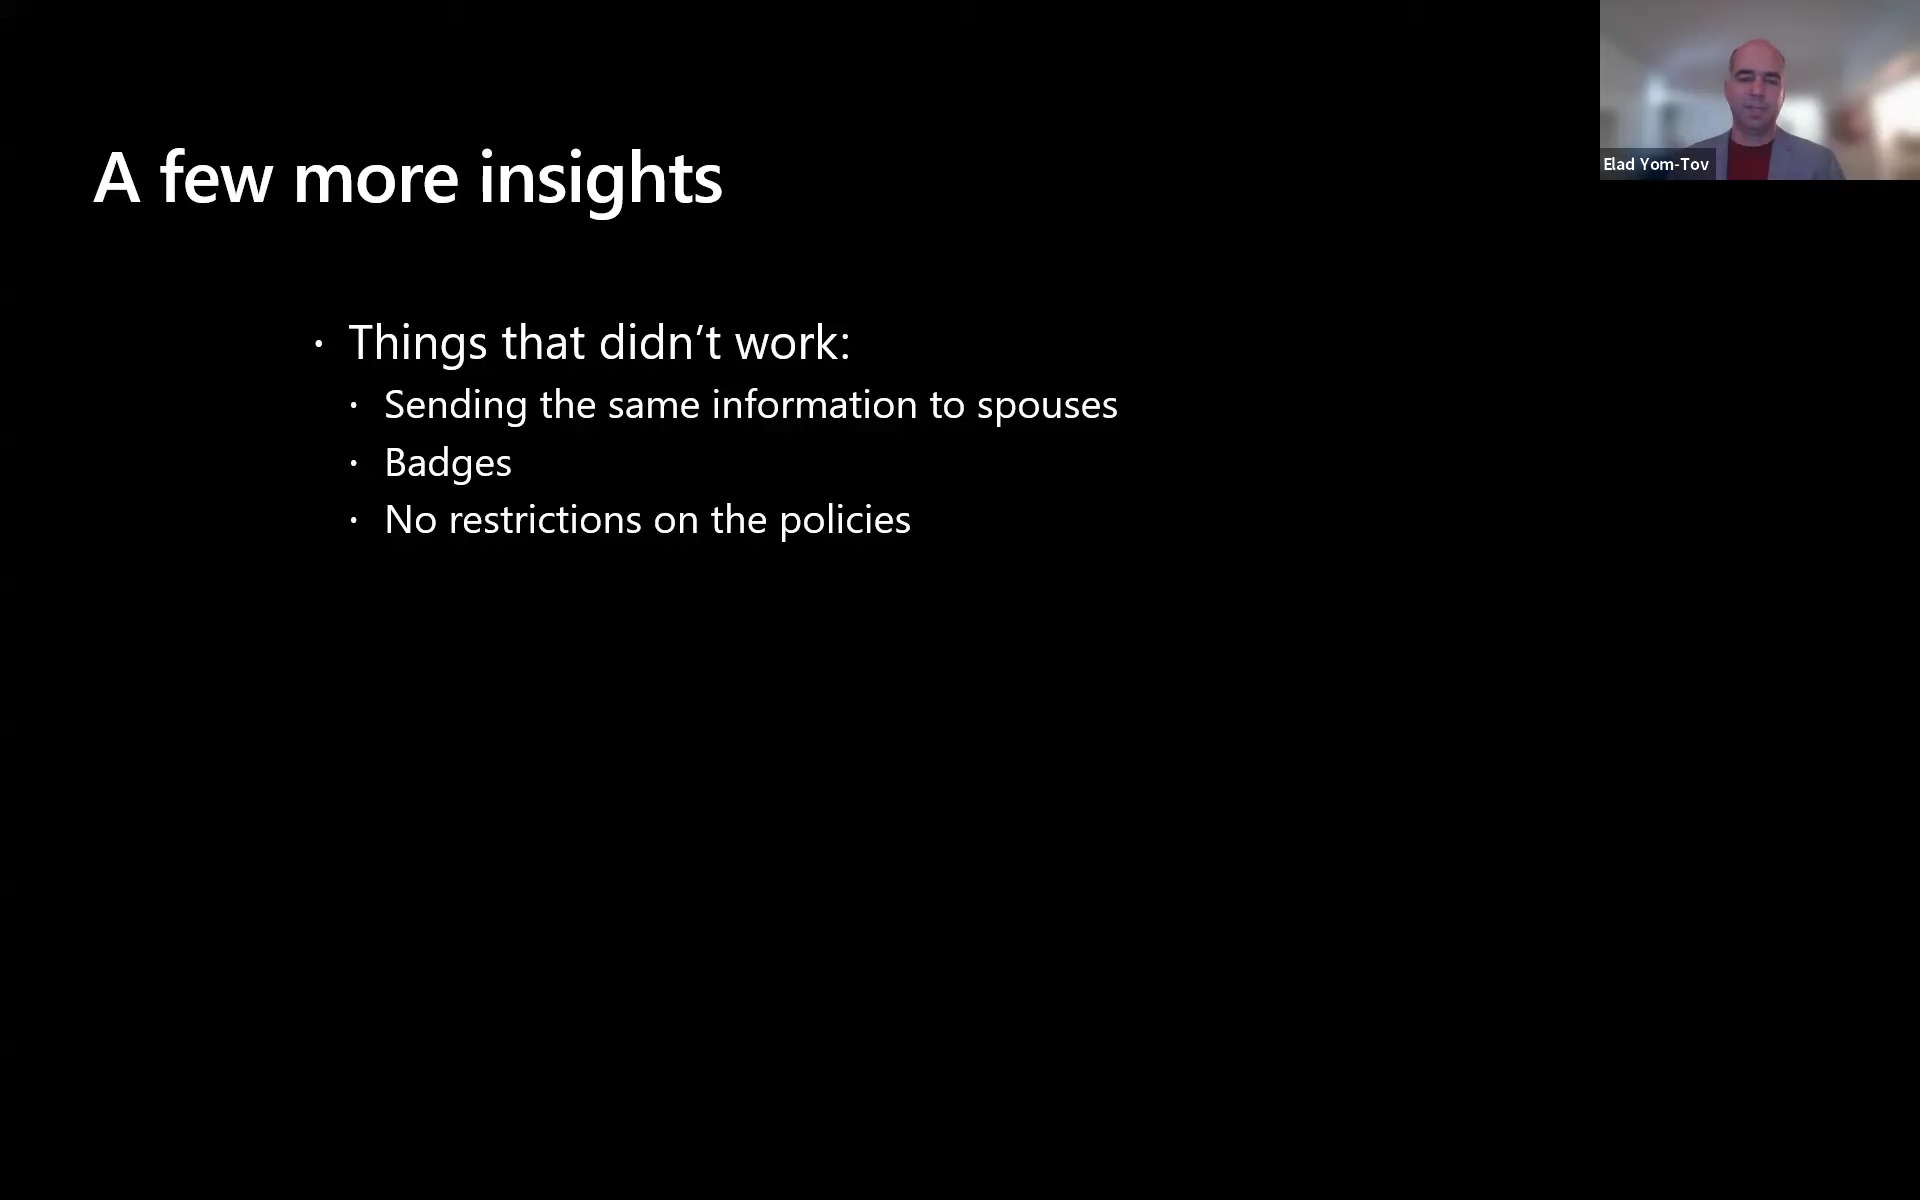 Elad Yom-Tov
A few more insights
· Things that didn’t work:
· Sending the same information to spouses
· Badges
· No restrictions on the policies